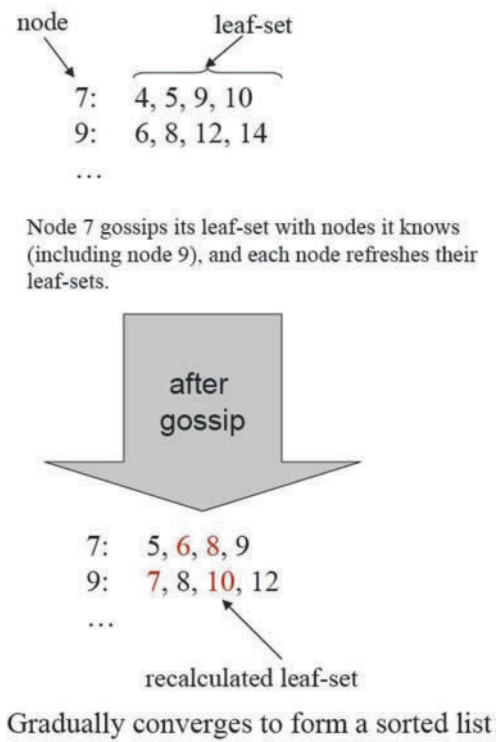 node
leaf-set
7: 4, 5, 9, 10
9: 6, 8, 12, 14
...
Node 7 gossips its leaf-set with nodes it knows
(including node 9), and each node refreshes their
leaf-sets.
after
gossip
7: 5, 6, 8, 9
9: 7, 8, 10, 12
...
recalculated leaf-set
Gradually converges to form a sorted list